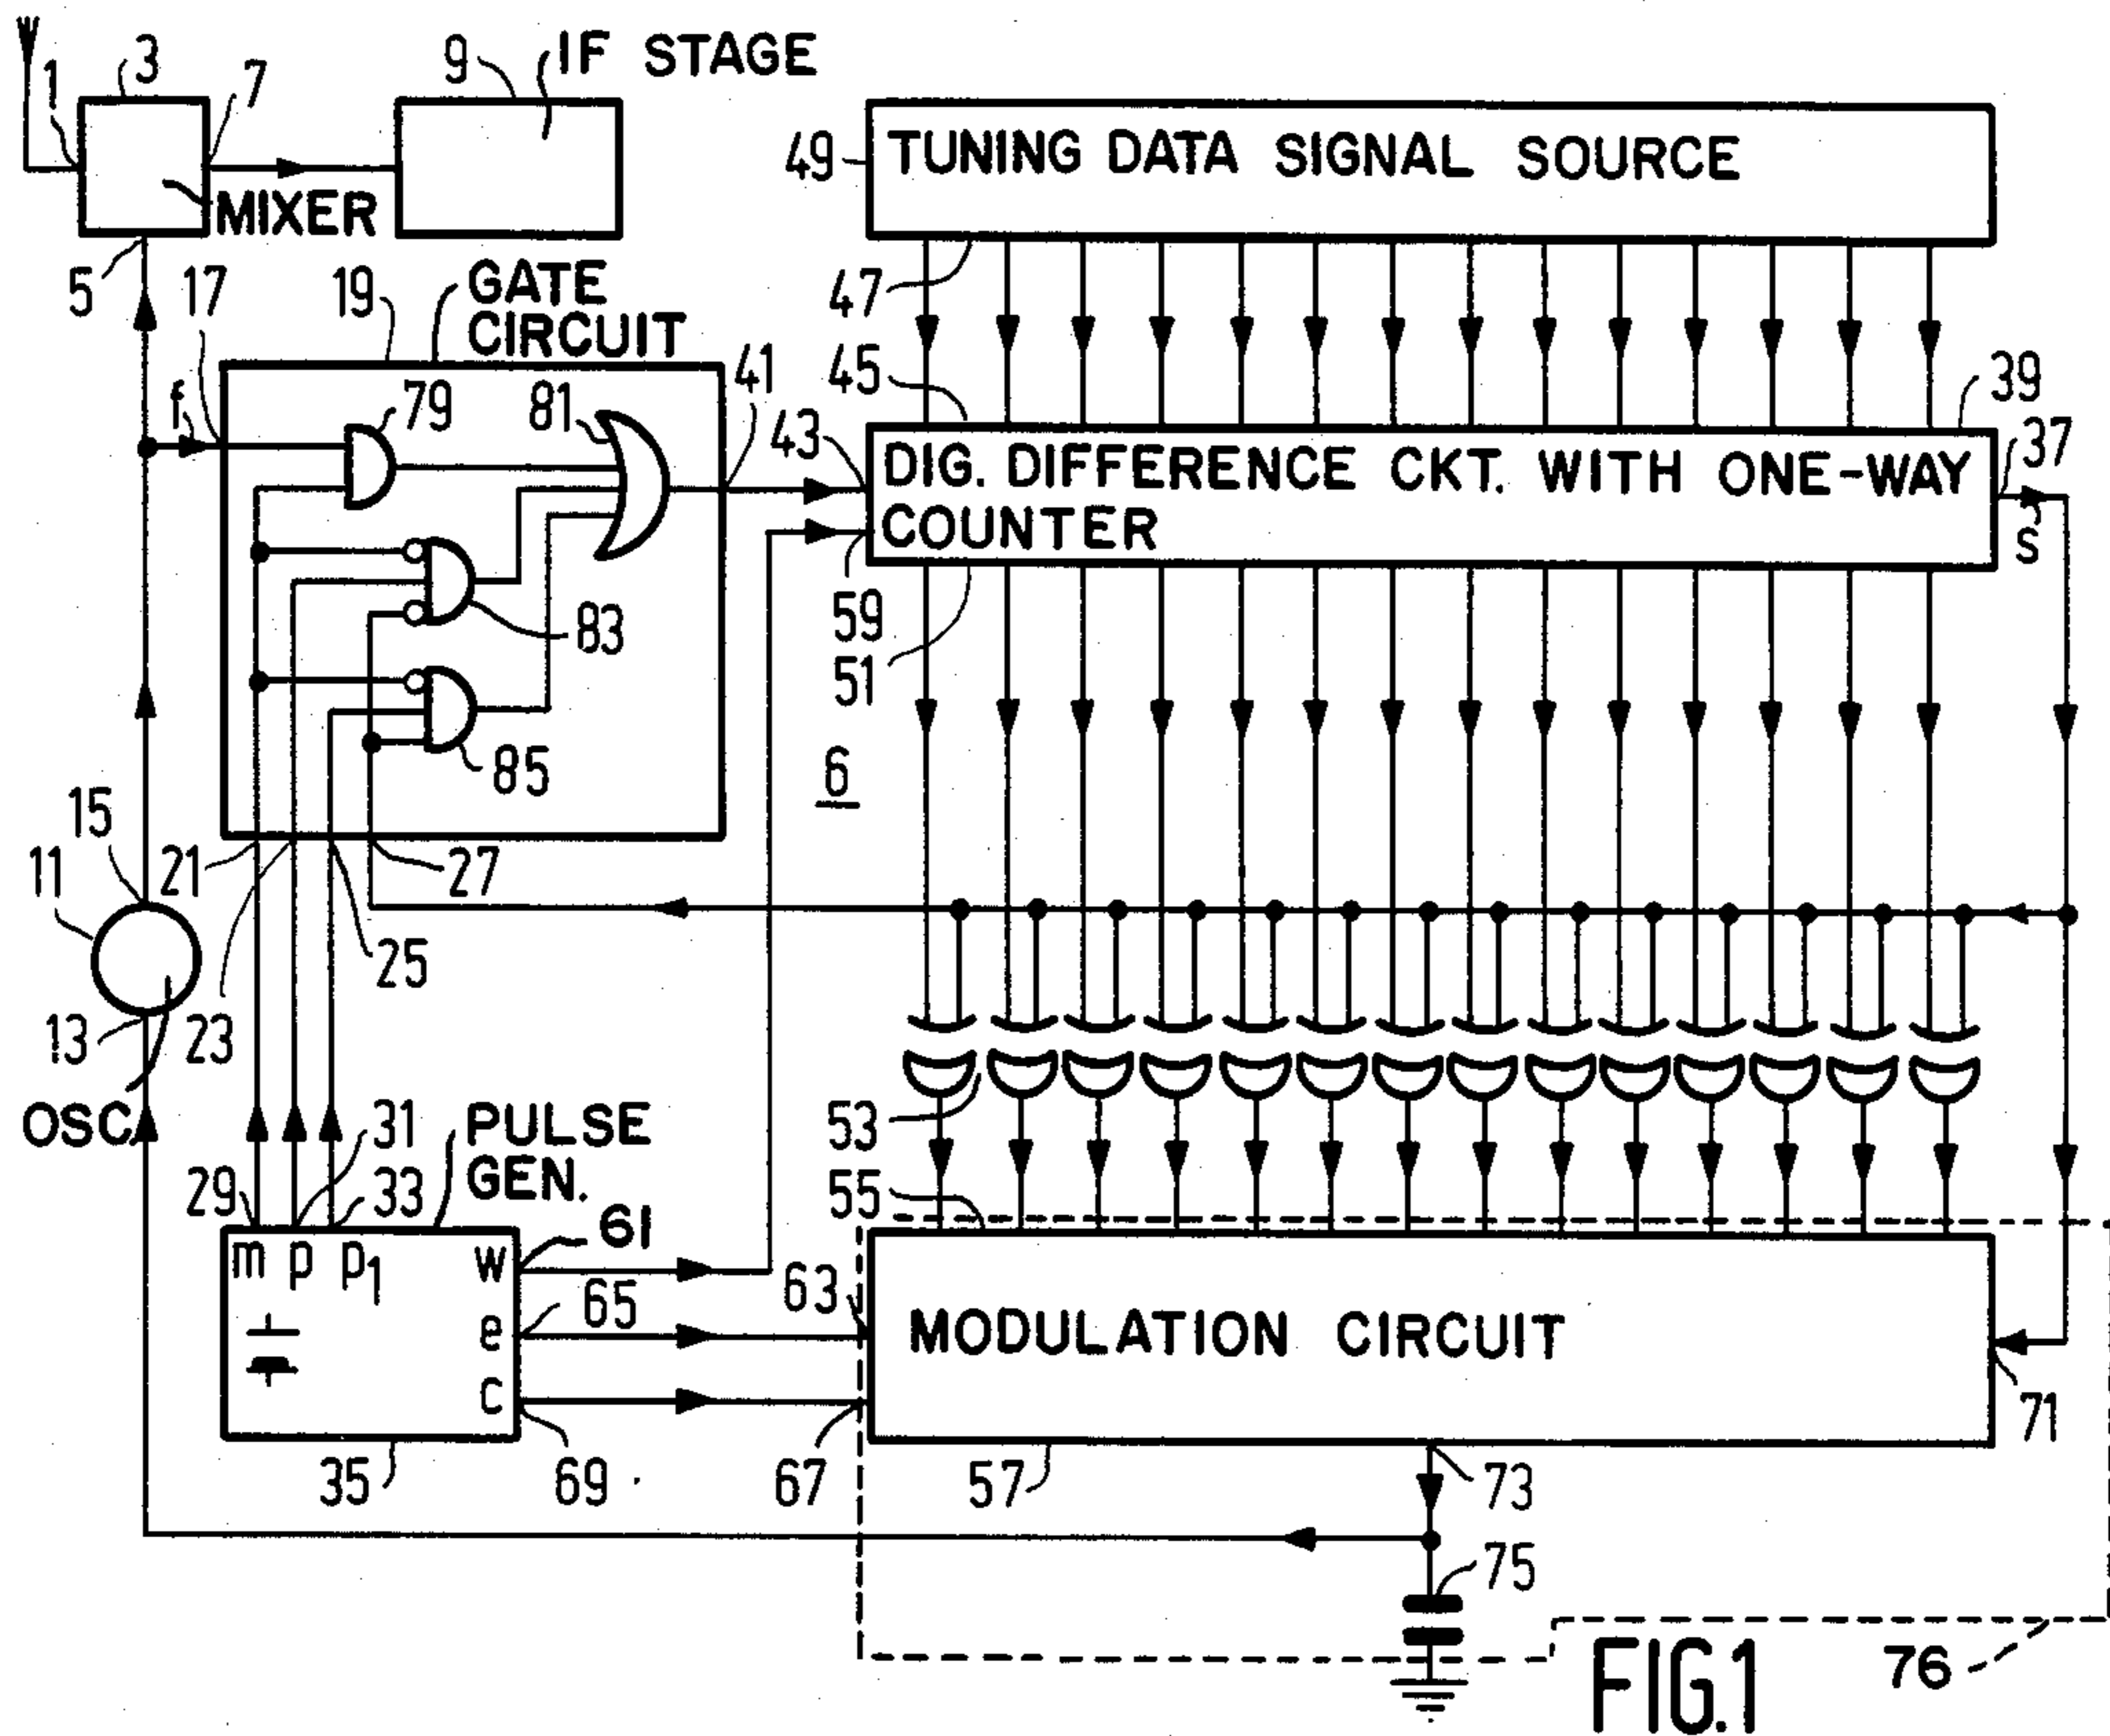 1
3
7
9
IF STAGE
MIXER
5
17
19
GATE
CIRCUIT
f
79
81
41
43
83
85
21
23
25
27
15
11
13
OSC.
29
31
33
PULSE
GEN.
m p p1
w
e
c
61
65
69
35
49
TUNING DATA SIGNAL SOURCE
47
45
39
37
DIG. DIFFERENCE CKT. WITH ONE-WAY
COUNTER
s
59
51
6
53
55
63
MODULATION CIRCUIT
67
57
71
73
75
76
FIG.1